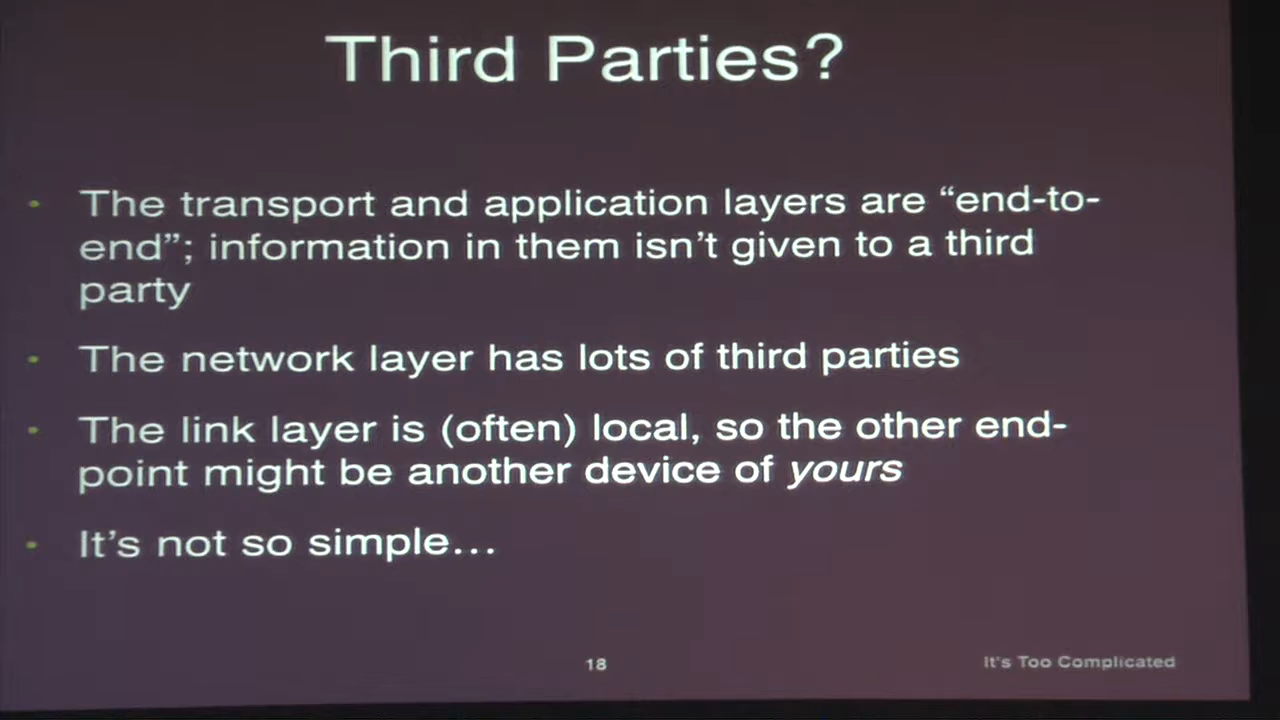 Third Parties?
• The transport and application layers are “end-to-
end”; information in them isn’t given to a third
party
• The network layer has lots of third parties
• The link layer is (often) local, so the other end-
point might be another device of yours
• It’s not so simple…
18
It's Too Complicated